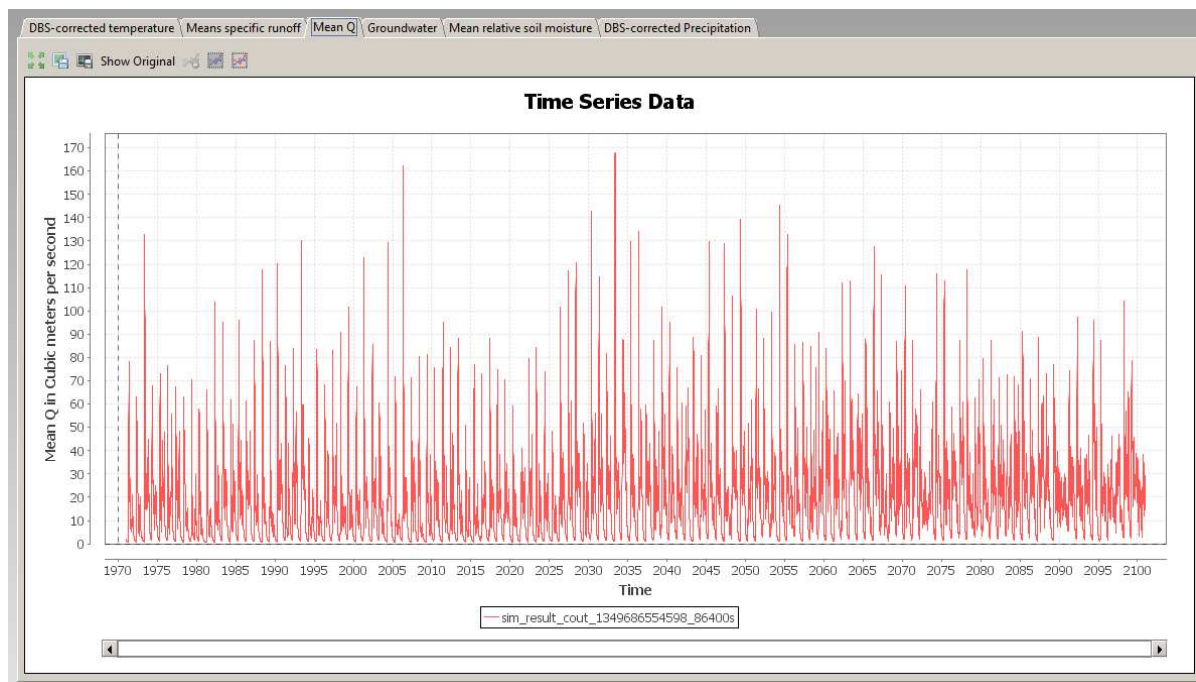 DBS-corrected temperature Means specific runoff Mean Q Groundwater Mean relative soil moisture DBS-corrected Precipitation
Show Original
Time Series Data
Mean Q in Cubic meters per second
170
160
150
140
130
120
110
100
90
80
70
60
50
40
30
20
10
0
1970 1975 1980 1985 1990 1995 2000 2005 2010 2015 2020 2025 2030 2035 2040 2045 2050 2055 2060 2065 2070 2075 2080 2085 2090 2095 2100
Time
sim_result_cout_1349686554598_86400s